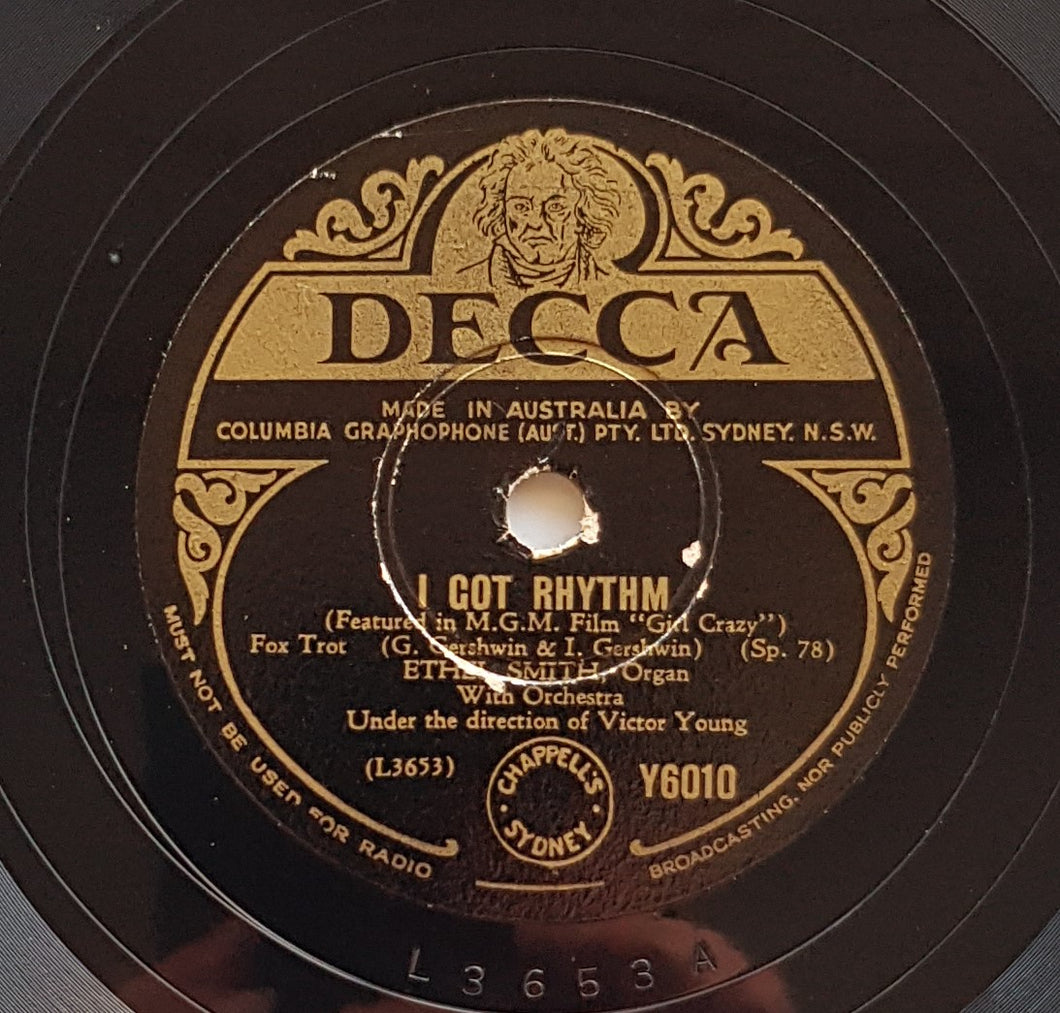 DECCA
MADE IN AUSTRALIA BY
COLUMBIA GRAPHOPHONE (AUST.) PTY. LTD. SYDNEY. N.S.W.
I GOT RHYTHM
(Featured in M.G.M. Film "Girl Crazy")
Fox Trot (G. Gershwin & I. Gershwin) (Sp. 78)
ETHEL SMITH, Organ
With Orchestra
Under the direction of Victor Young
(L3653)
CHAPPELL'S
SYDNEY
Y6010
MUST NOT BE USED FOR RADIO
BROADCASTING, NOR PUBLICLY PERFORMED
L3653 A